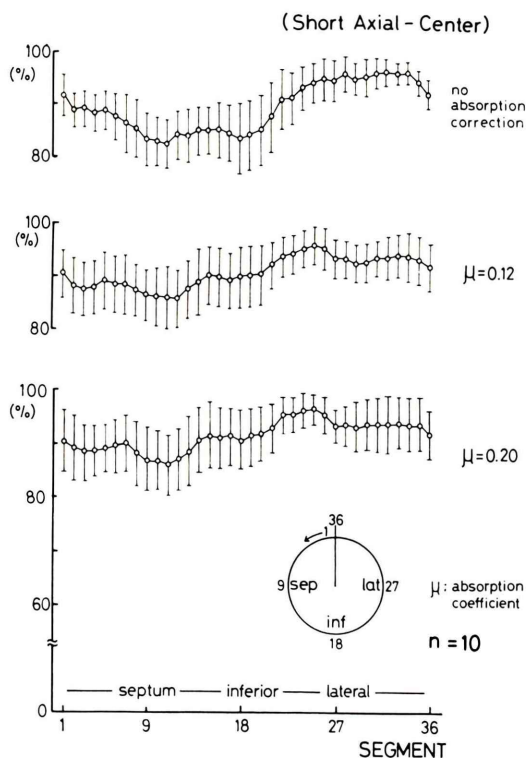 (Short Axial - Center)
100
(%)
80
no
absorption
correction
100
(%)
80
μ=0.12
100
(%)
80
60
0
μ=0.20
36
1
9 sep
lat 27
inf
18
μ: absorption
coefficient
n=10
septum
inferior
lateral
1
9
18
27
36
SEGMENT